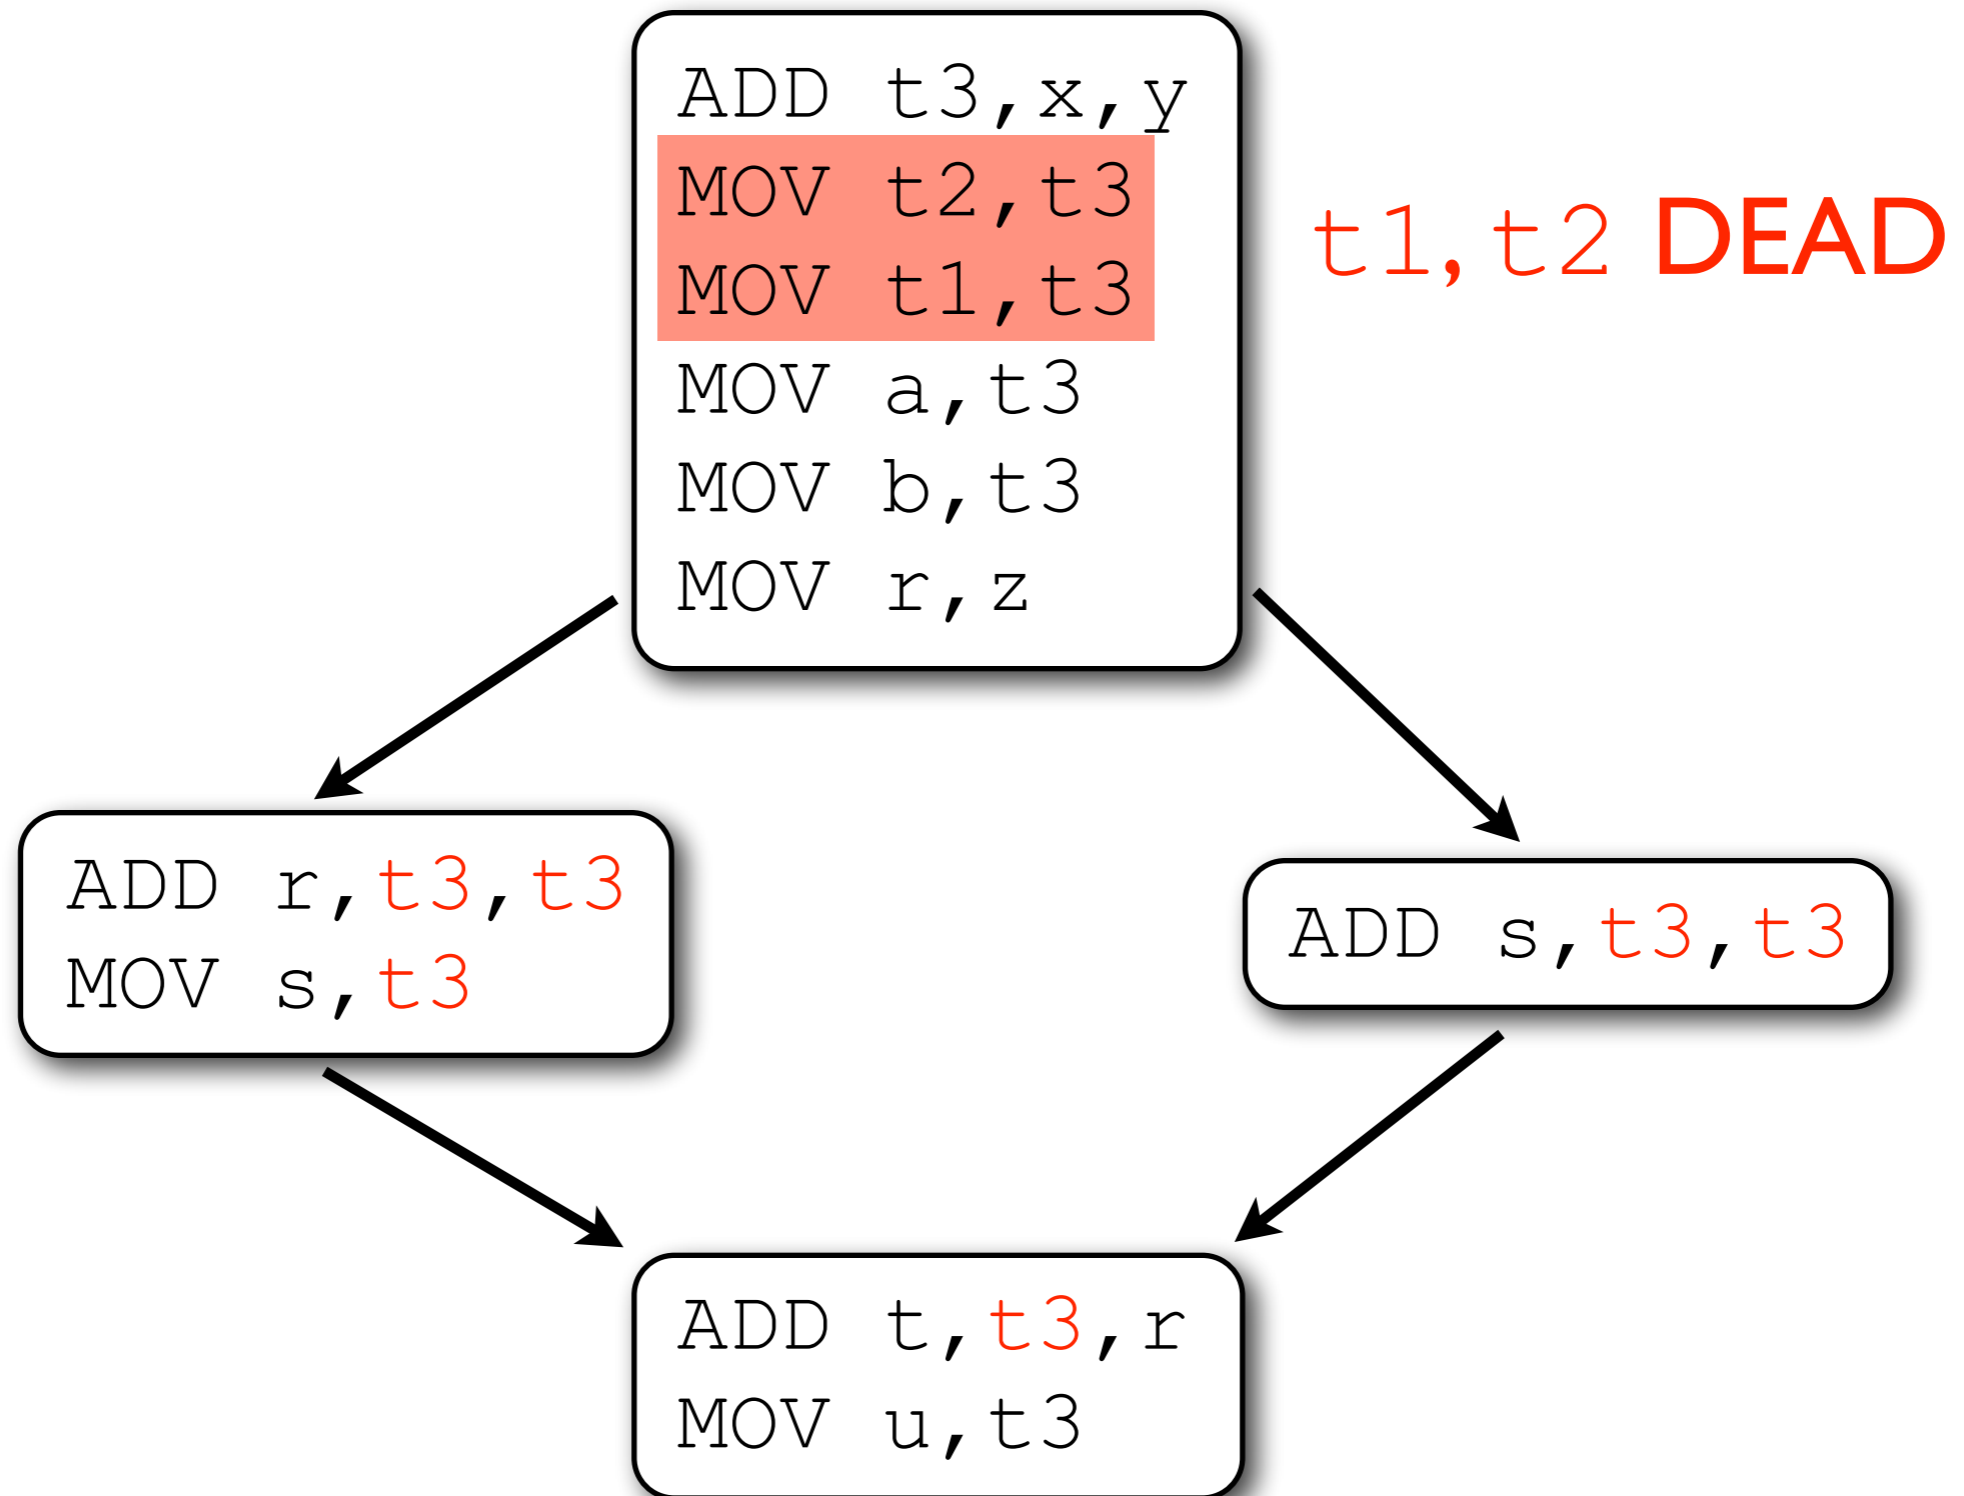 ADD t3,x,y
MOV t2,t3
MOV t1,t3
MOV a,t3
MOV b,t3
MOV r,z
t1,t2 DEAD
ADD r,t3,t3
MOV s,t3
ADD s,t3,t3
ADD t,t3,r
MOV u,t3